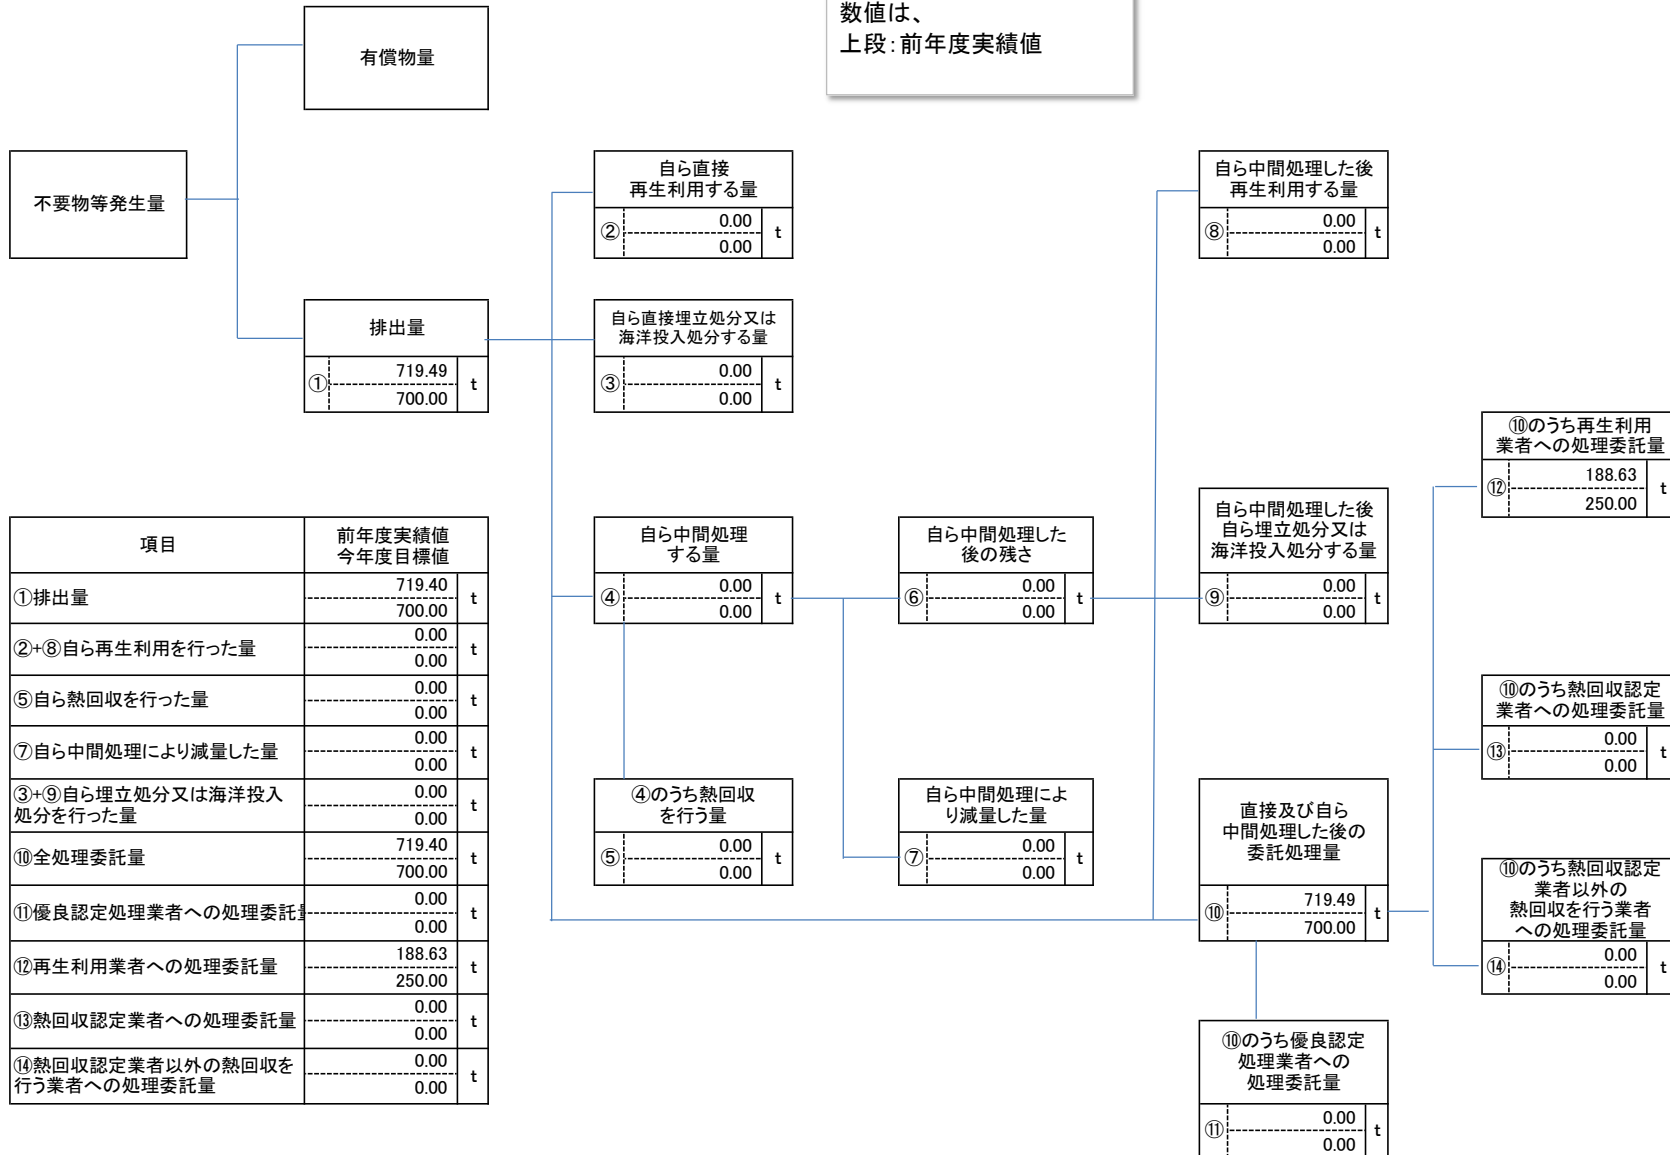 数値は、
上段：前年度実績値
有償物量
不要物等発生量
自ら直接
再生利用する量
② 0.00 t
0.00
自ら中間処理した後
再生利用する量
⑧ 0.00 t
0.00
排出量
① 719.49 t
700.00
自ら直接埋立処分又は
海洋投入処分する量
③ 0.00 t
0.00
⑩のうち再生利用
業者への処理委託量
⑫ 188.63 t
250.00
自ら中間処理
する量
④ 0.00 t
0.00
自ら中間処理した
後の残さ
⑥ 0.00 t
0.00
自ら中間処理した後
自ら埋立処分又は
海洋投入処分する量
⑨ 0.00 t
0.00
⑩のうち熱回収認定
業者への処理委託量
⑬ 0.00 t
0.00
④のうち熱回収
を行う量
⑤ 0.00 t
0.00
自ら中間処理によ
り減量した量
⑦ 0.00 t
0.00
直接及び自ら
中間処理した後の
委託処理量
⑩ 719.49 t
700.00
⑩のうち熱回収認定
業者以外の
熱回収を行う業者
への処理委託量
⑭ 0.00 t
0.00
⑩のうち優良認定
処理業者への
処理委託量
⑪ 0.00 t
0.00
項目 前年度実績値
今年度目標値
①排出量 719.40 t
700.00
②+⑧自ら再生利用を行った量 0.00 t
0.00
⑤自ら熱回収を行った量 0.00 t
0.00
⑦自ら中間処理により減量した量 0.00 t
0.00
③+⑨自ら埋立処分又は海洋投入
処分を行った量 0.00 t
0.00
⑩全処理委託量 719.40 t
700.00
⑪優良認定処理業者への処理委託 0.00 t
0.00
⑫再生利用業者への処理委託量 188.63 t
250.00
⑬熱回収認定業者への処理委託量 0.00 t
0.00
⑭熱回収認定業者以外の熱回収を
行う業者への処理委託量 0.00 t
0.00